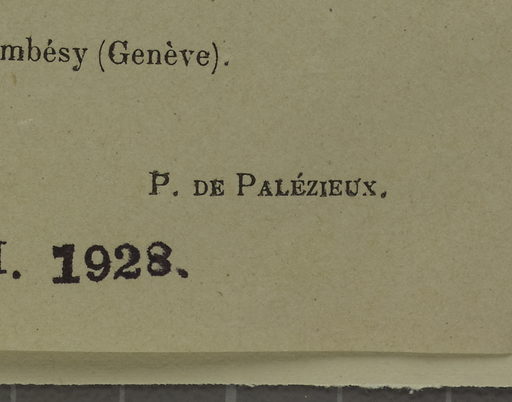 mbésy (Genève).
P. DE PALÉZIEUX.
I. 1928.